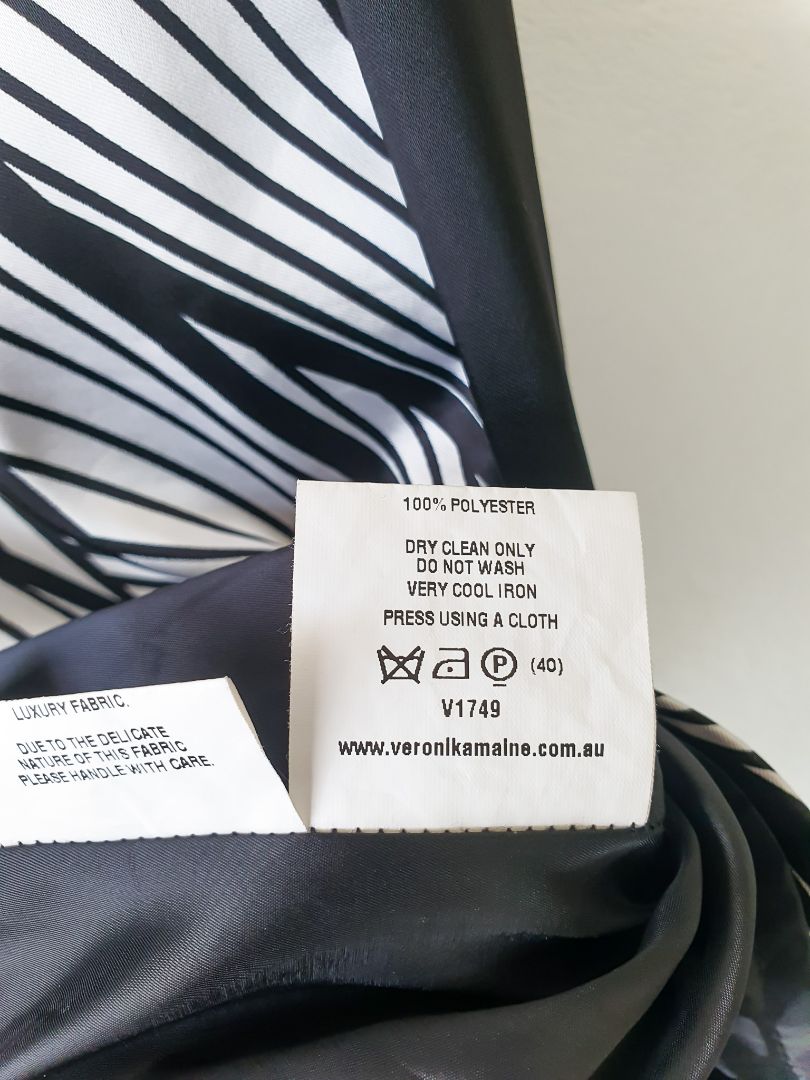 100% POLYESTER
DRY CLEAN ONLY
DO NOT WASH
VERY COOL IRON
PRESS USING A CLOTH
P (40)
V1749
www.veronikamaine.com.au
LUXURY FABRIC.
DUE TO THE DELICATE
NATURE OF THIS FABRIC
PLEASE HANDLE WITH CARE.